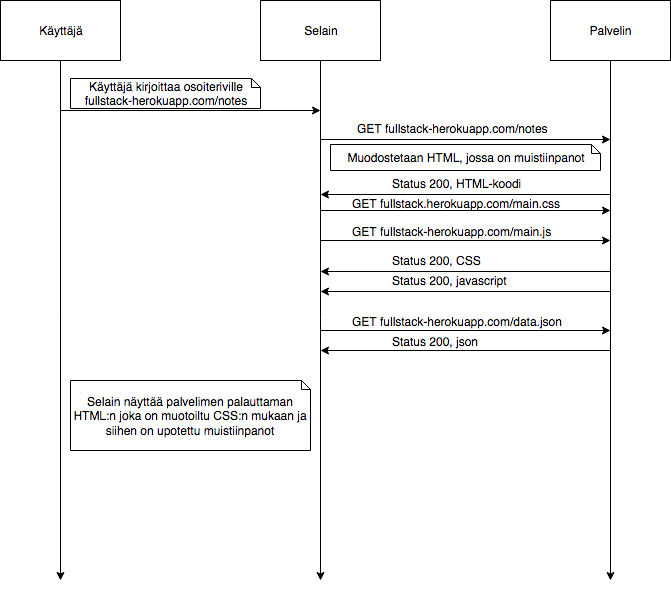 Käyttäjä
Selain
Palvelin
Käyttäjä kirjoittaa osoiteriville
fullstack-herokuapp.com/notes
GET fullstack-herokuapp.com/notes
Muodostetaan HTML, jossa on muistiinpanot
Status 200, HTML-koodi
GET fullstack.herokuapp.com/main.css
GET fullstack-herokuapp.com/main.js
Status 200, CSS
Status 200, javascript
GET fullstack-herokuapp.com/data.json
Status 200, json
Selain näyttää palvelimen palauttaman
HTML:n joka on muotoiltu CSS:n mukaan ja
siihen on upotettu muistiinpanot